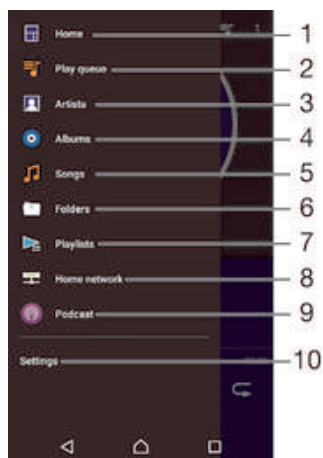 Home 1
Play queue 2
Artists 3
Albums 4
Songs 5
Folders 6
Playlists 7
Home network 8
Podcast 9
Settings 10